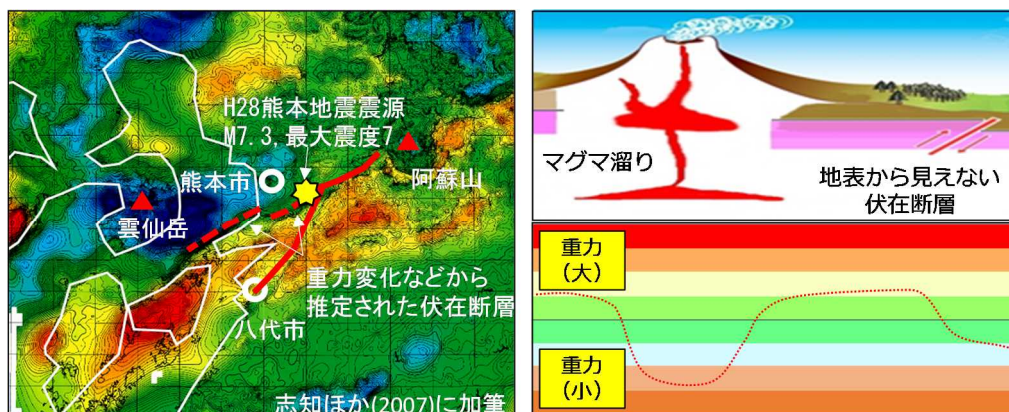 H28熊本地震震源
M7.3,最大震度7
熊本市
阿蘇山
雲仙岳
重力変化などから
推定された伏在断層
八代市
志知ほか(2007)に加筆
マグマ溜り
地表から見えない
伏在断層
重力
(大)
重力
(小)